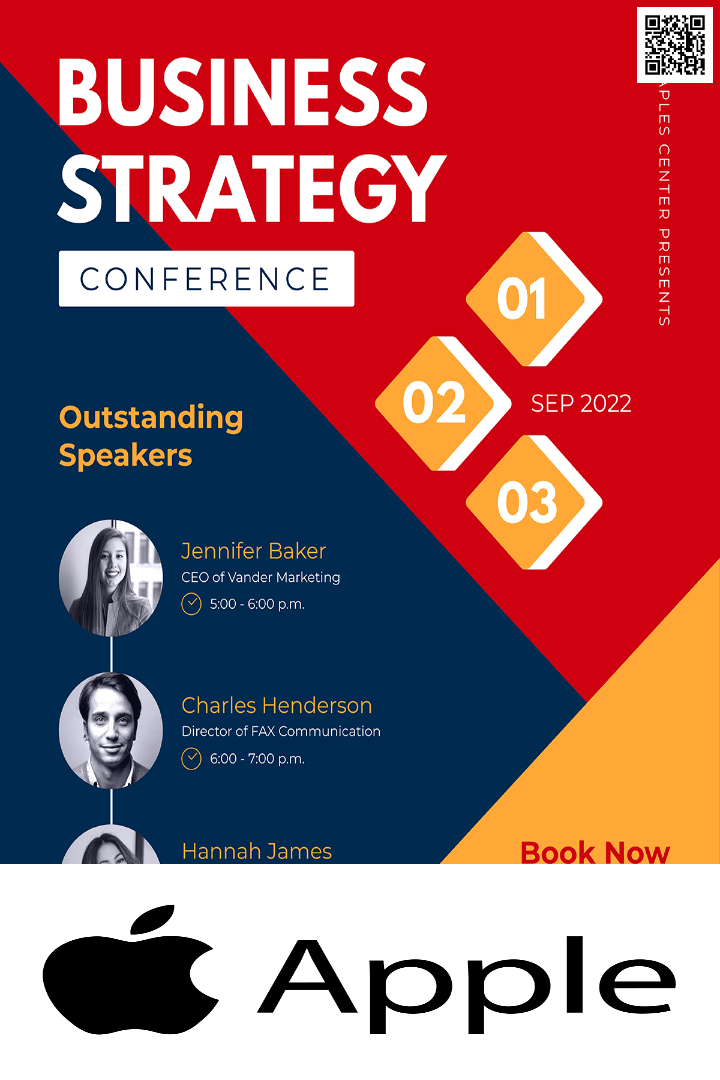 BUSINESS
STRATEGY
CONFERENCE
APLES CENTER PRESENTS
01
02
SEP 2022
03
Outstanding
Speakers
Jennifer Baker
CEO of Vander Marketing
5:00 - 6:00 p.m.
Charles Henderson
Director of FAX Communication
6:00 - 7:00 p.m.
Hannah James
Book Now
Apple